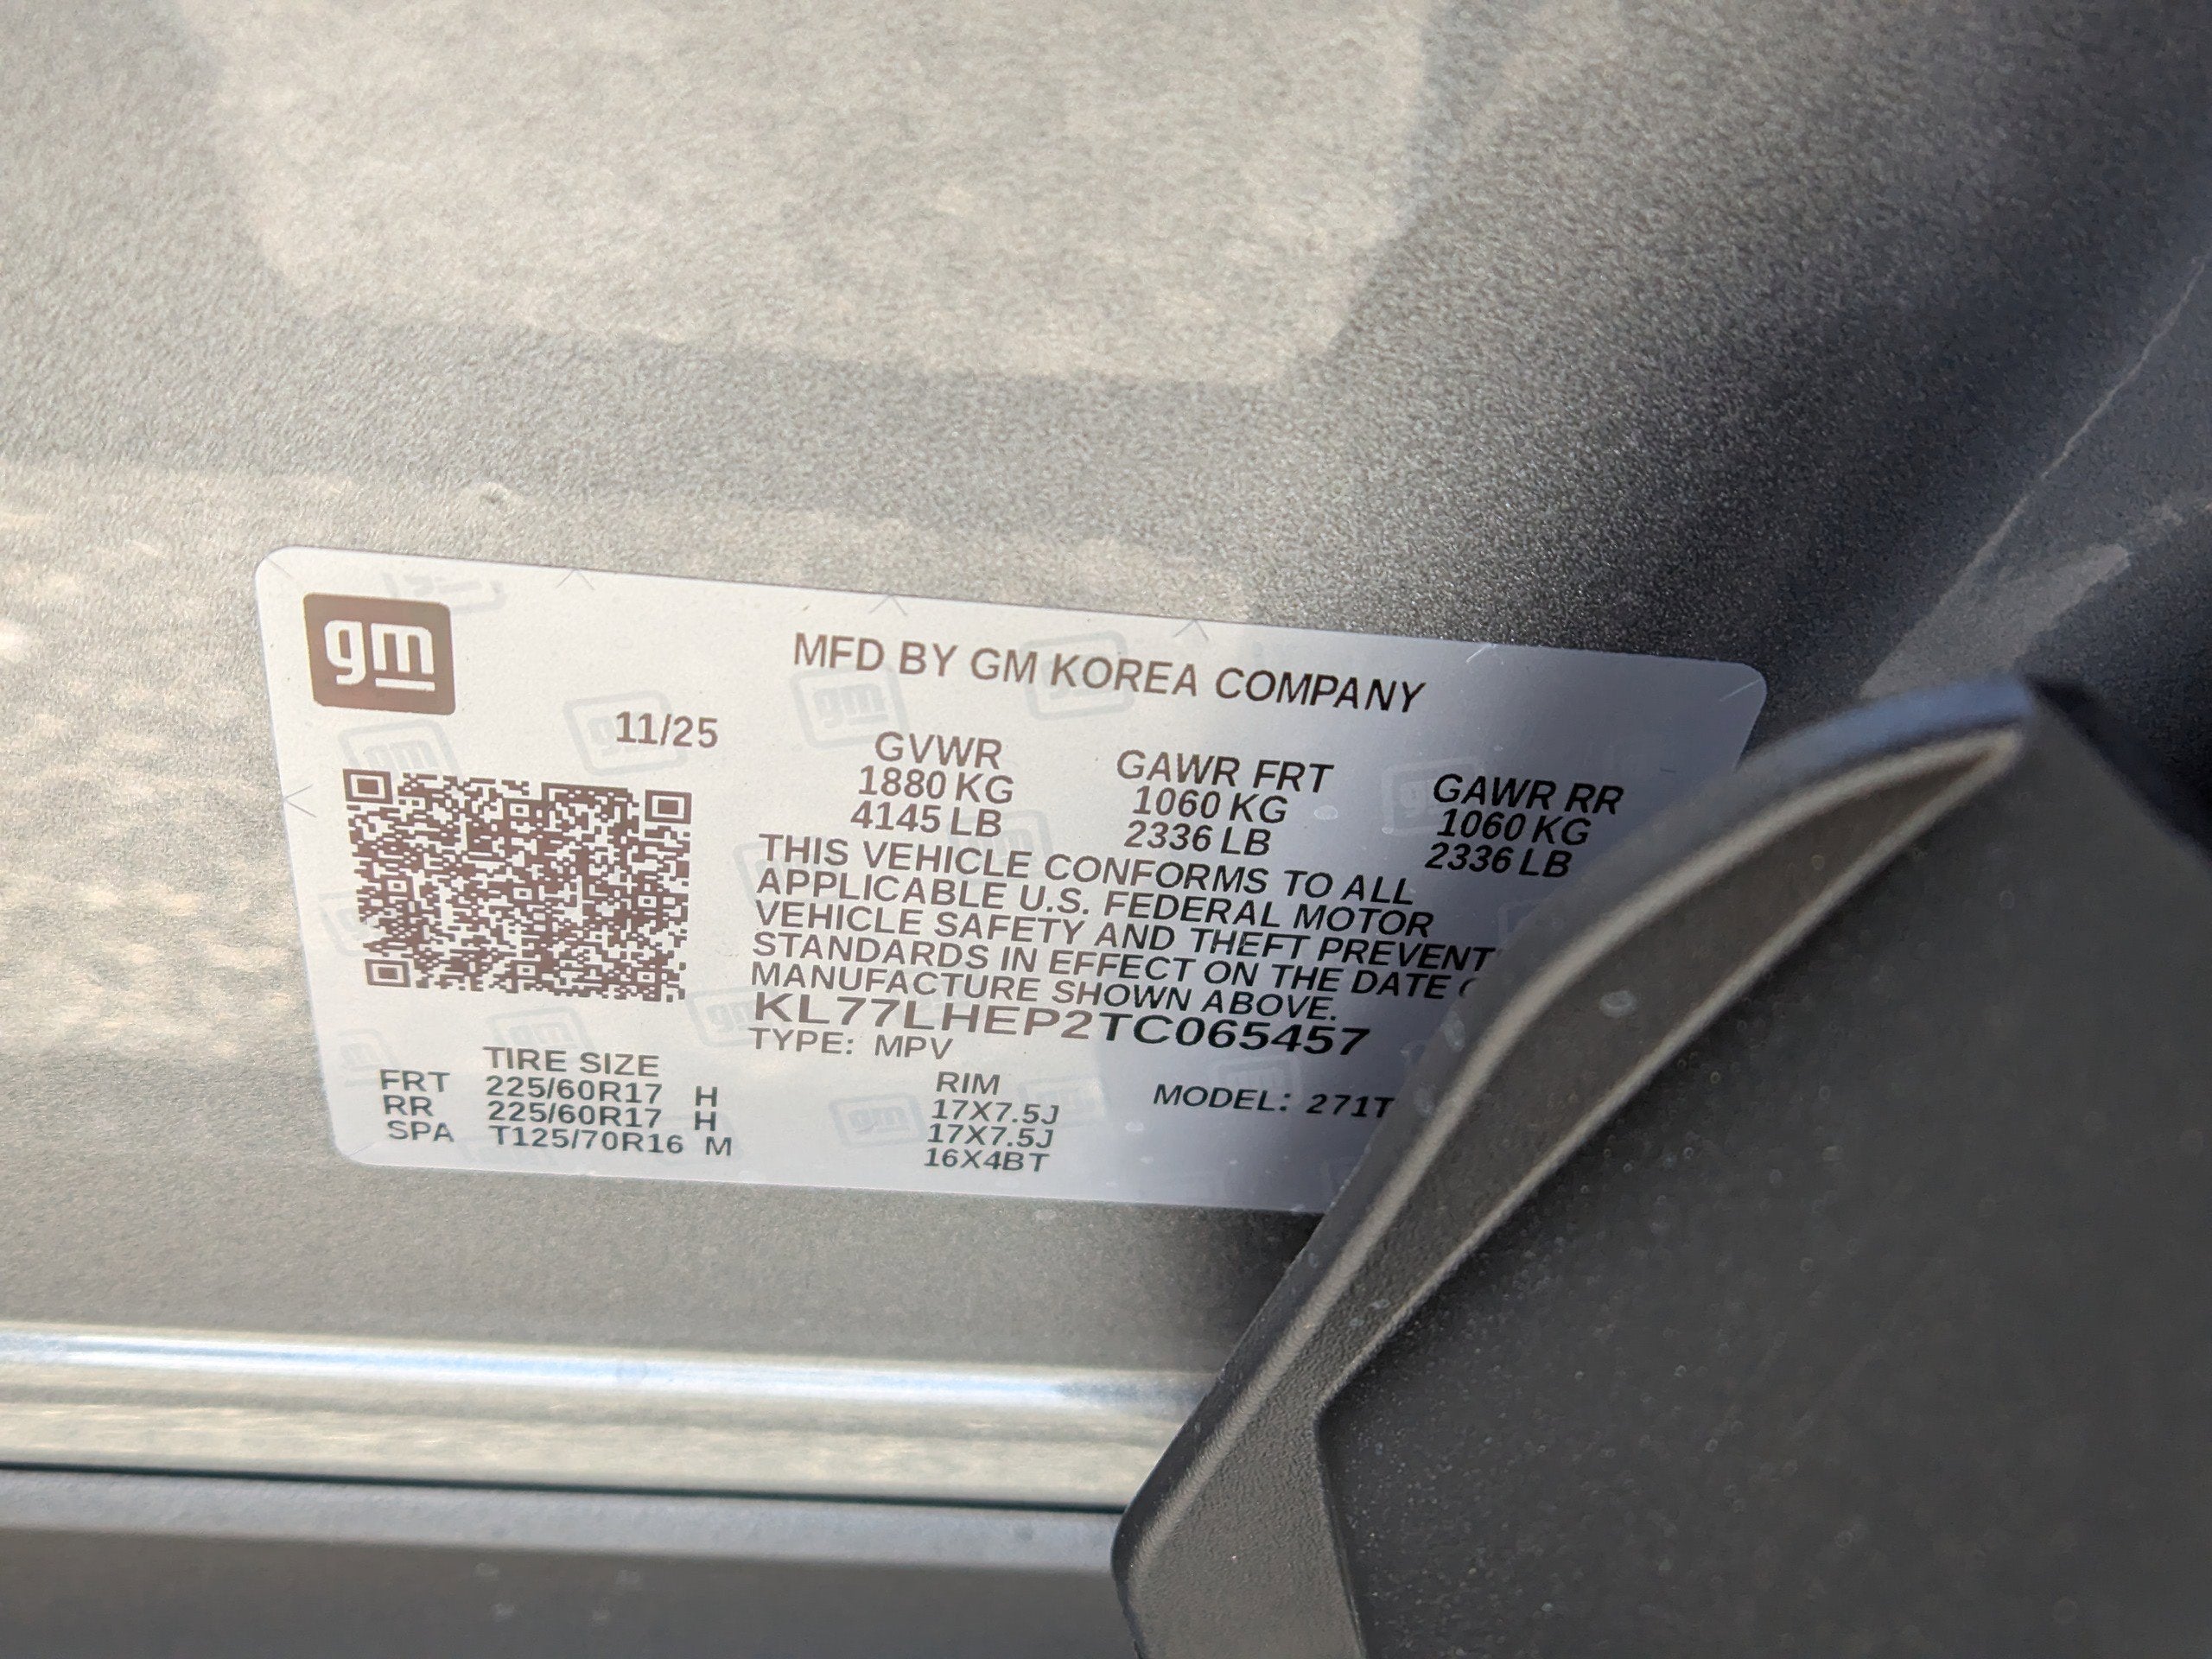 gm
MFD BY GM KOREA COMPANY
11/25
GVWR GAWR FRT GAWR RR
1880 KG 1060 KG 1060 KG
4145 LB 2336 LB 2336 LB
THIS VEHICLE CONFORMS TO ALL
APPLICABLE U.S. FEDERAL MOTOR
VEHICLE SAFETY AND THEFT PREVENT
STANDARDS IN EFFECT ON THE DATE
MANUFACTURE SHOWN ABOVE.
KL77LHEP2TC065457
TYPE: MPV
TIRE SIZE RIM MODEL: 271T
FRT 225/60R17 H 17X7.5J
RR 225/60R17 H 17X7.5J
SPA T125/70R16 M 16X4BT